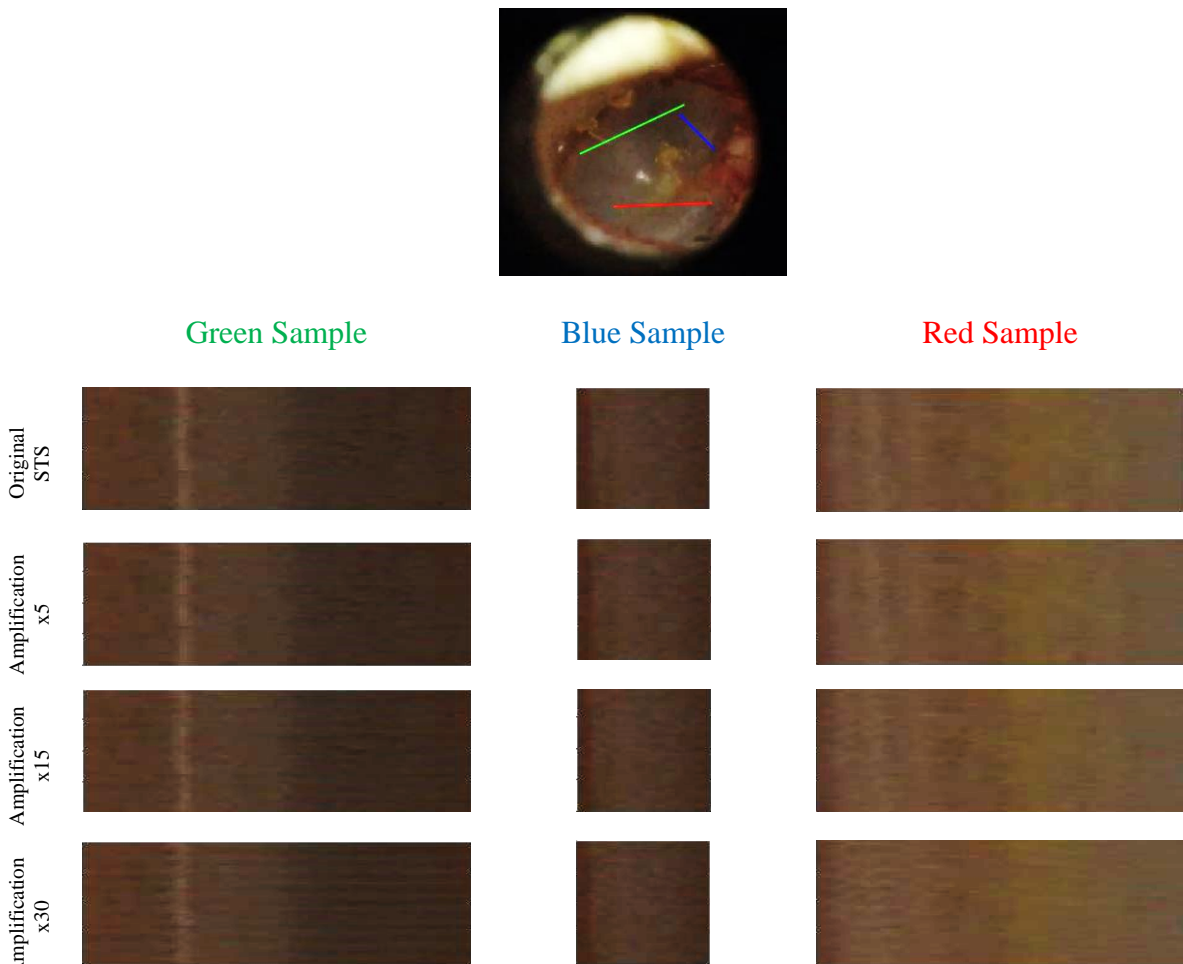 Green Sample
Blue Sample
Red Sample
Original
STS
Amplification
x5
Amplification
x15
mplification
x30